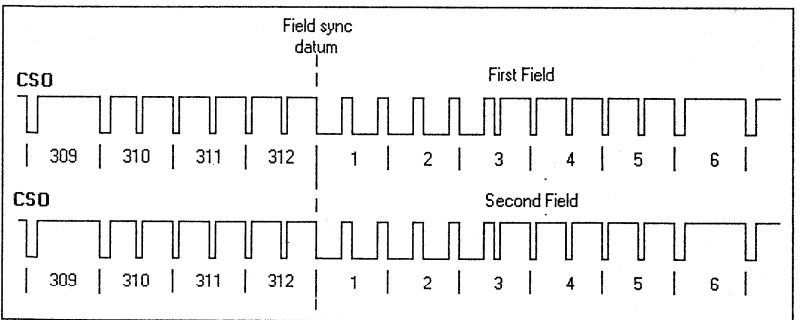 Field sync
datum
CSO
First Field
309 310 311 312 1 2 3 4 5 6
CSO
Second Field
309 310 311 312 1 2 3 4 5 6